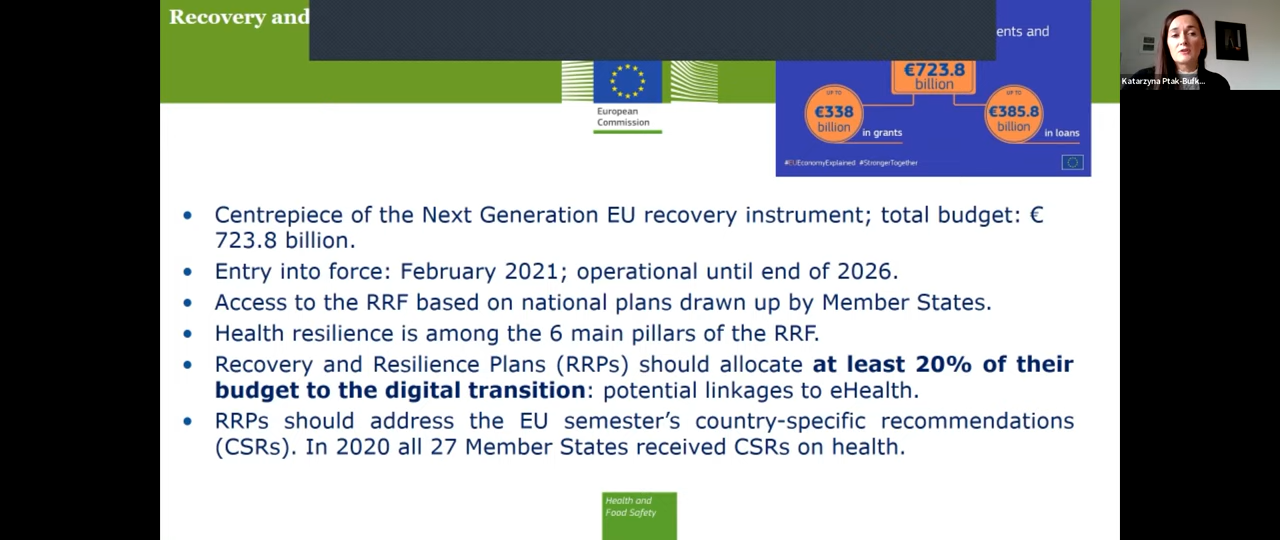 Recovery and
ents and
Katarzyna Ptak-Bufk...
€723.8
billion
UP TO
€338
billion
in grants
UP TO
€385.8
billion
in loans
#EUEconomyExplained #StrongerTogether
European
Commission
• Centrepiece of the Next Generation EU recovery instrument; total budget: €
723.8 billion.
• Entry into force: February 2021; operational until end of 2026.
• Access to the RRF based on national plans drawn up by Member States.
• Health resilience is among the 6 main pillars of the RRF.
• Recovery and Resilience Plans (RRPs) should allocate at least 20% of their
budget to the digital transition: potential linkages to eHealth.
• RRPs should address the EU semester’s country-specific recommendations
(CSRs). In 2020 all 27 Member States received CSRs on health.
Health and
Food Safety